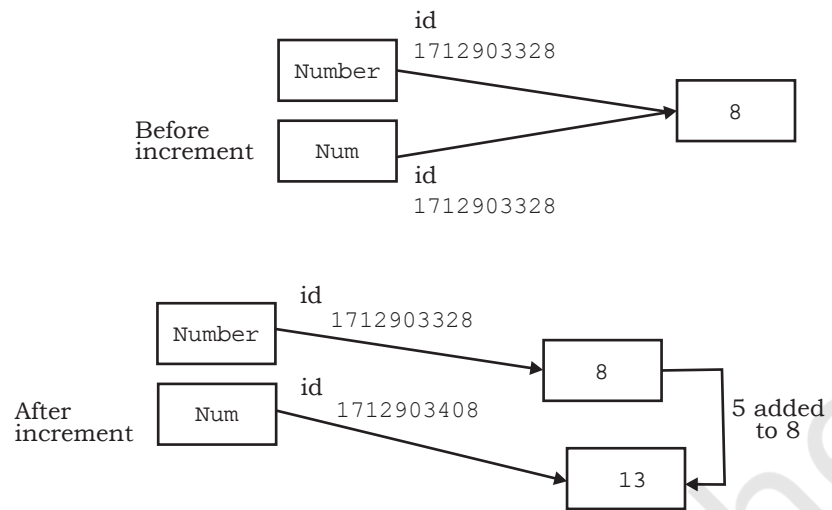 id
1712903328
Number
8
Before
increment
Num
id
1712903328
id
1712903328
Number
8
id
1712903408
After
increment
Num
5 added
to 8
13